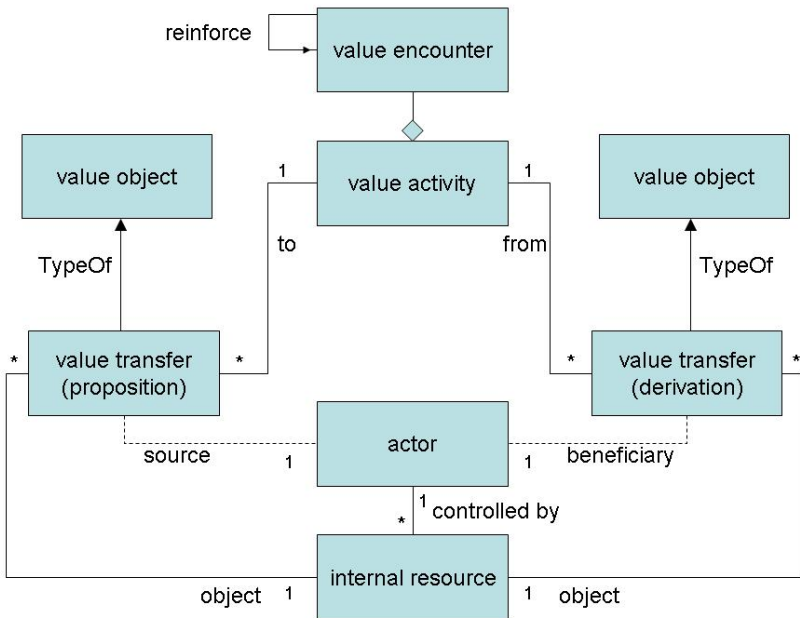 reinforce
value encounter
value object
1
value activity
1
value object
to
from
TypeOf
TypeOf
*
value transfer
(proposition)
*
*
value transfer
(derivation)
*
actor
source
1
1
beneficiary
1
controlled by
*
internal resource
object
1
1
object